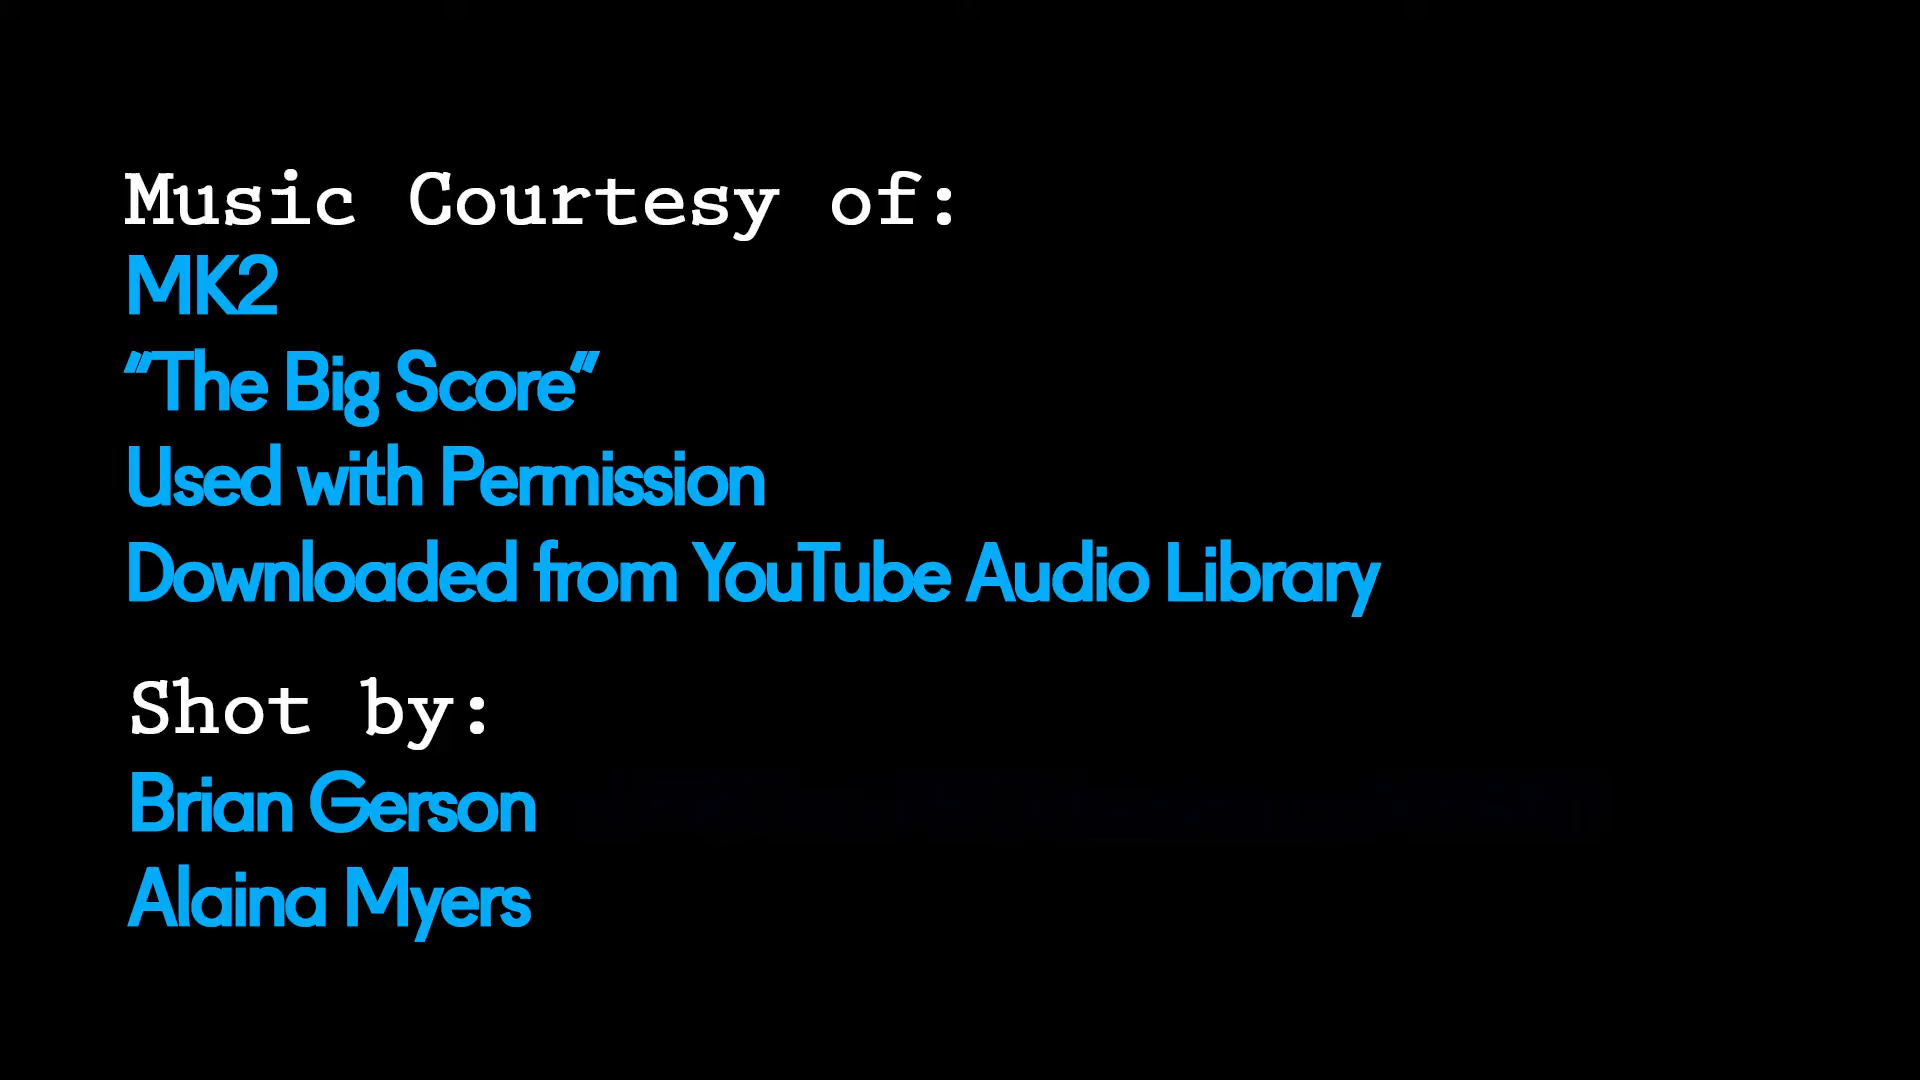 Music Courtesy of:
MK2
"The Big Score"
Used with Permission
Downloaded from YouTube Audio Library
Shot by:
Brian Gerson
Alaina Myers